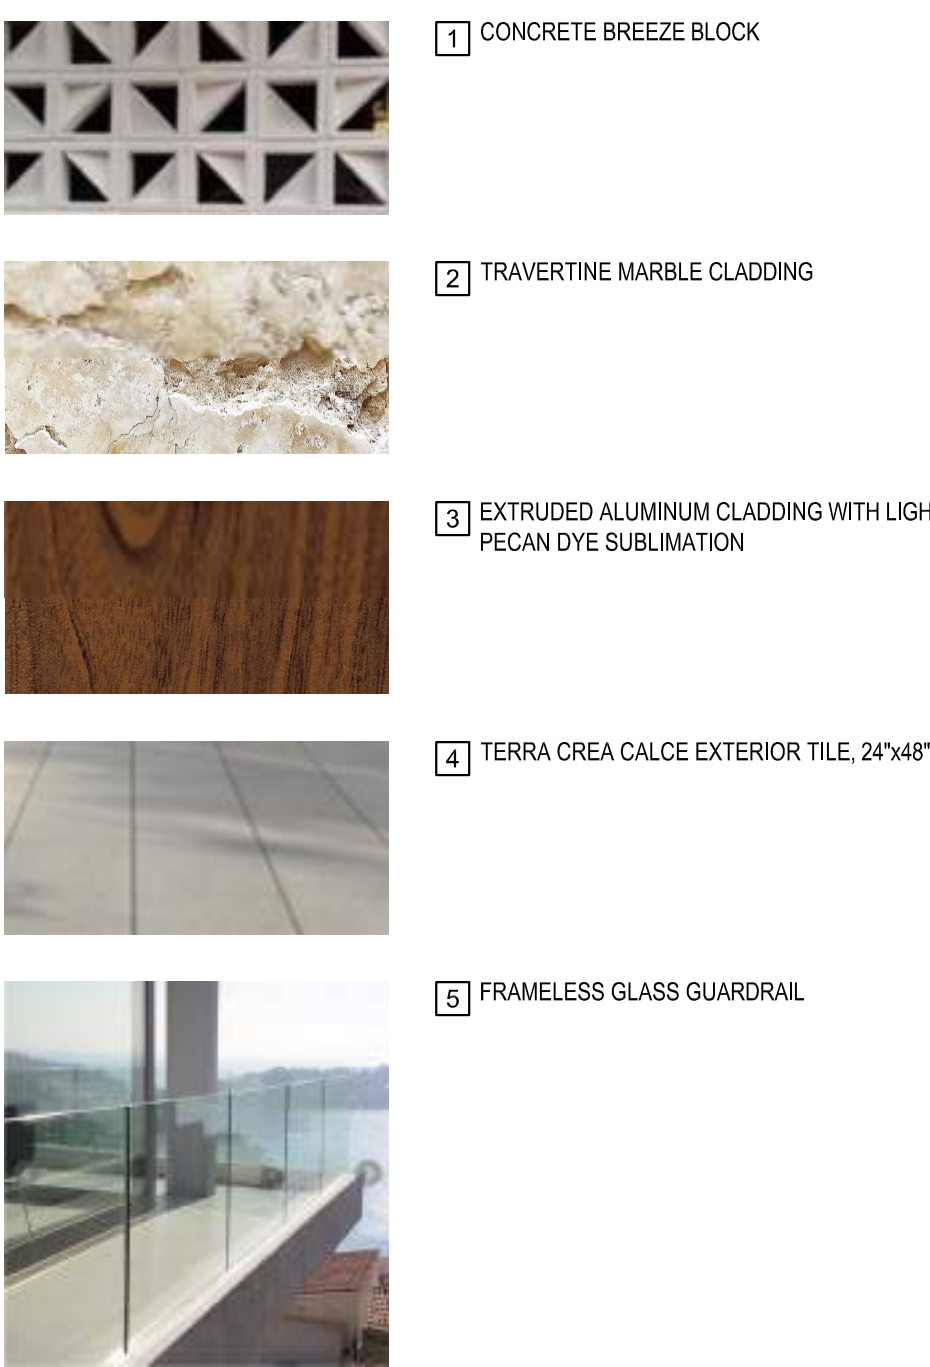 1 CONCRETE BREEZE BLOCK
2 TRAVERTINE MARBLE CLADDING
3 EXTRUDED ALUMINUM CLADDING WITH LIGH
PECAN DYE SUBLIMATION
4 TERRA CREA CALCE EXTERIOR TILE, 24"x48"
5 FRAMELESS GLASS GUARDRAIL